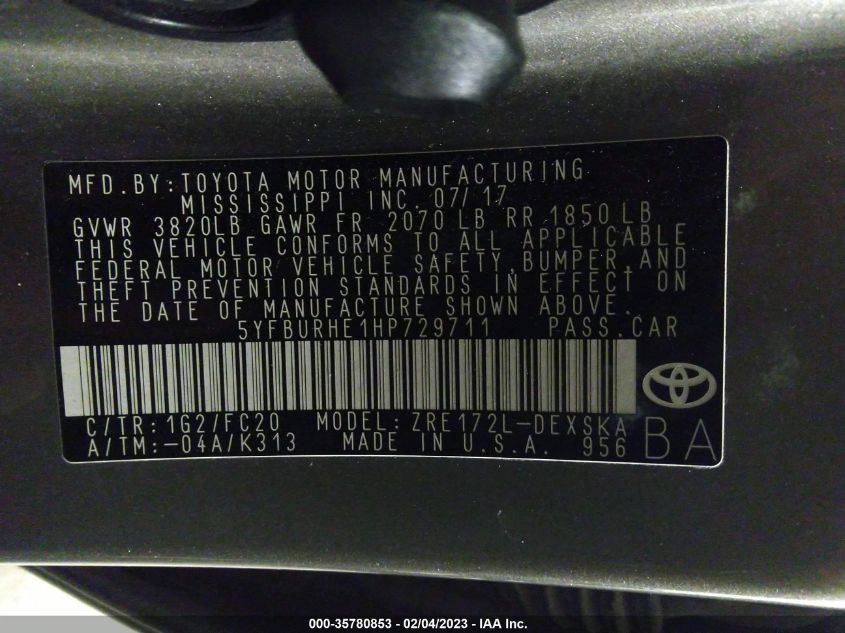 MFD.BY:TOYOTA MOTOR MANUFACTURING
MISSISSIPPI INC. 07/17
GVWR 3820LB GAWR FR 2070 LB RR 1850 LB
THIS VEHICLE CONFORMS TO ALL APPLICABLE
FEDERAL MOTOR VEHICLE SAFETY,BUMPER,AND
THEFT PREVENTION STANDARDS IN EFFECT ON
THE DATE OF MANUFACTURE SHOWN ABOVE.
5YFBURHE1HP729711 PASS.CAR
C/TR:1G2/FC20 MODEL:ZRE172L-DEXSKA
A/TM:-04A/K313 MADE IN U.S.A. 956
BA
000-35780853 - 02/04/2023 - IAA Inc.